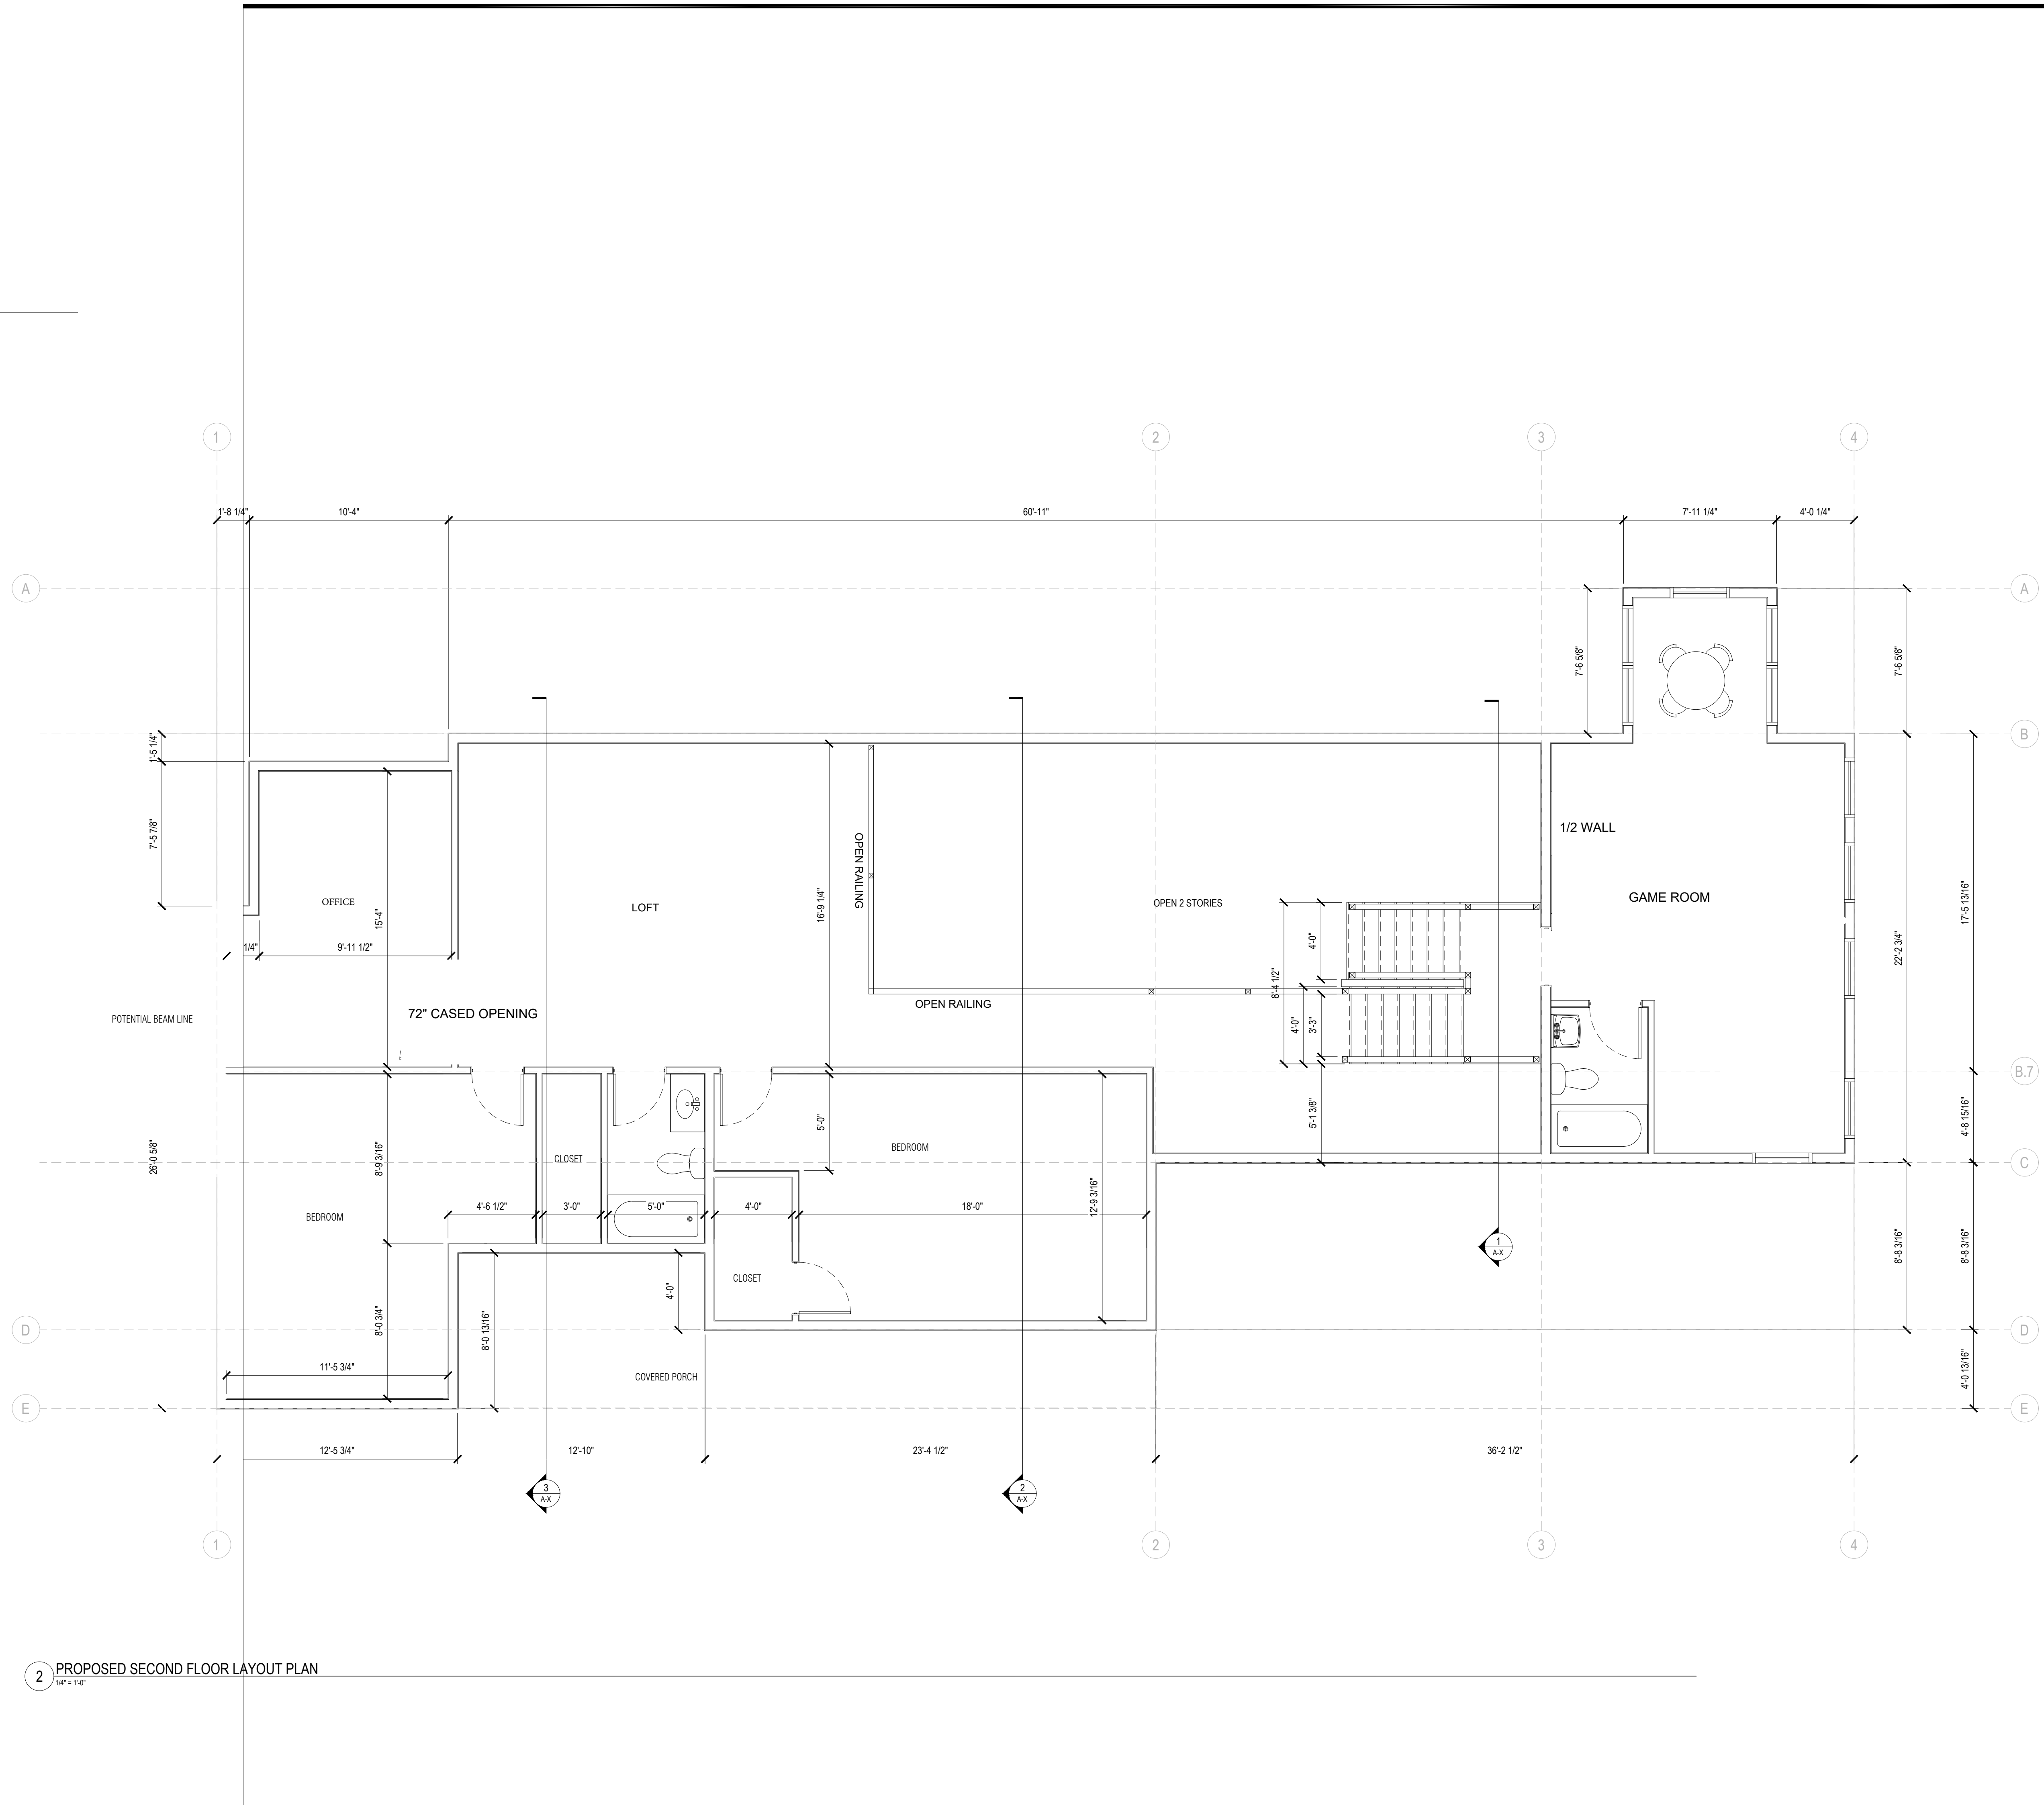 1
2
3
4
1'-8 1/4"
10'-4"
60'-11"
7'-11 1/4"
4'-0 1/4"
A
A
7'-6 5/8"
7'-6 5/8"
B
1'-5 1/4"
7'-5 7/8"
15'-4"
16'-9 1/4"
OPEN RAILING
1/2 WALL
OFFICE
LOFT
OPEN 2 STORIES
GAME ROOM
17'-5 13/16"
22'-2 3/4"
1/4"
9'-11 1/2"
4'-0"
8'-4 1/2"
OPEN RAILING
72" CASED OPENING
POTENTIAL BEAM LINE
4'-0"
3'-3"
B.7
5'-0"
5'-1 3/8"
4'-8 15/16"
26'-0 5/8"
8'-9 3/16"
CLOSET
BEDROOM
C
12'-9 3/16"
4'-6 1/2"
3'-0"
5'-0"
4'-0"
18'-0"
BEDROOM
1
A-X
8'-8 3/16"
8'-8 3/16"
CLOSET
4'-0"
8'-0 3/4"
8'-0 13/16"
D
D
11'-5 3/4"
COVERED PORCH
4'-0 13/16"
E
E
12'-5 3/4"
12'-10"
23'-4 1/2"
36'-2 1/2"
3
A-X
2
A-X
1
2
3
4
2
PROPOSED SECOND FLOOR LAYOUT PLAN
1/4" = 1'-0"